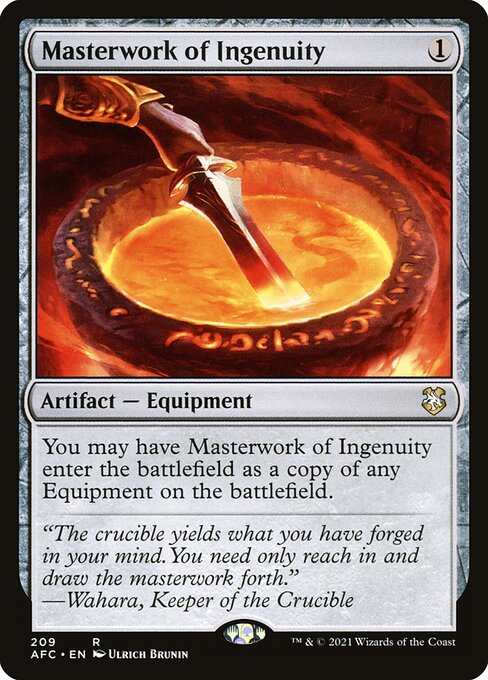 Masterwork of Ingenuity 1
Artifact — Equipment
You may have Masterwork of Ingenuity
enter the battlefield as a copy of any
Equipment on the battlefield.
“The crucible yields what you have forged
in your mind. You need only reach in and
draw the masterwork forth.”
—Wahara, Keeper of the Crucible
209 R
AFC • EN Ulrich Brunin
™ & © 2021 Wizards of the Coast